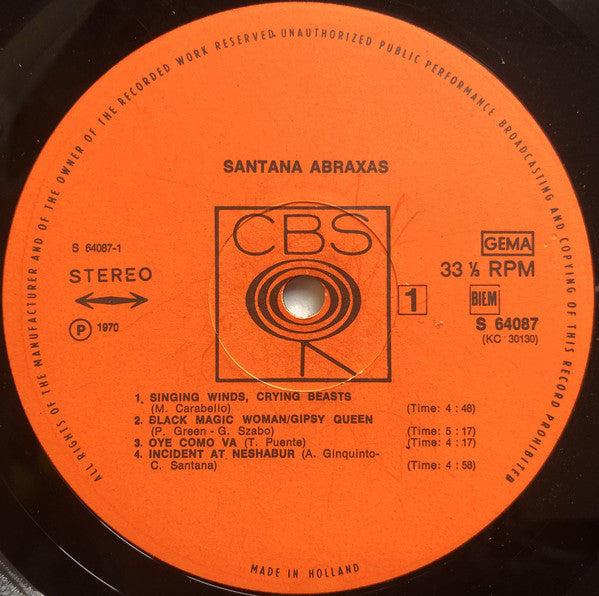 ALL RIGHTS OF THE MANUFACTURER AND OF THE OWNER OF THE RECORDED WORK RESERVED. UNAUTHORIZED PUBLIC PERFORMANCE, BROADCASTING AND COPYING OF THIS RECORD PROHIBITED
SANTANA ABRAXAS
CBS
S 64087-1
STEREO
P 1970
GEMA
33 ⅓ RPM
1
BIEM
S 64087
(KC 30130)
1. SINGING WINDS, CRYING BEASTS
(M. Carabello) (Time: 4 : 48)
2. BLACK MAGIC WOMAN/GIPSY QUEEN
(P. Green - G. Szabo) (Time: 5 : 17)
3. OYE COMO VA (T. Puente) (Time: 4 : 17)
4. INCIDENT AT NESHABUR (A. Ginquinto-
C. Santana) (Time: 4 : 58)
MADE IN HOLLAND